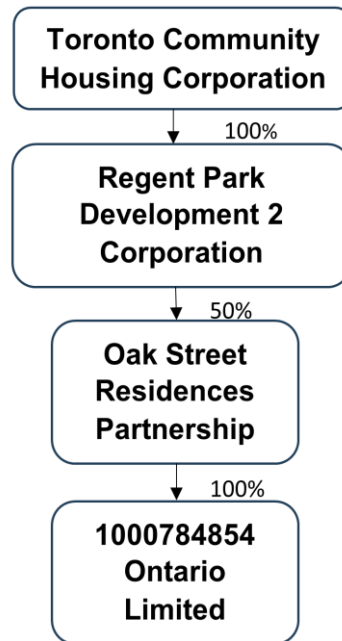 Toronto Community
Housing Corporation
100%
Regent Park
Development 2
Corporation
50%
Oak Street
Residences
Partnership
100%
1000784854
Ontario
Limited